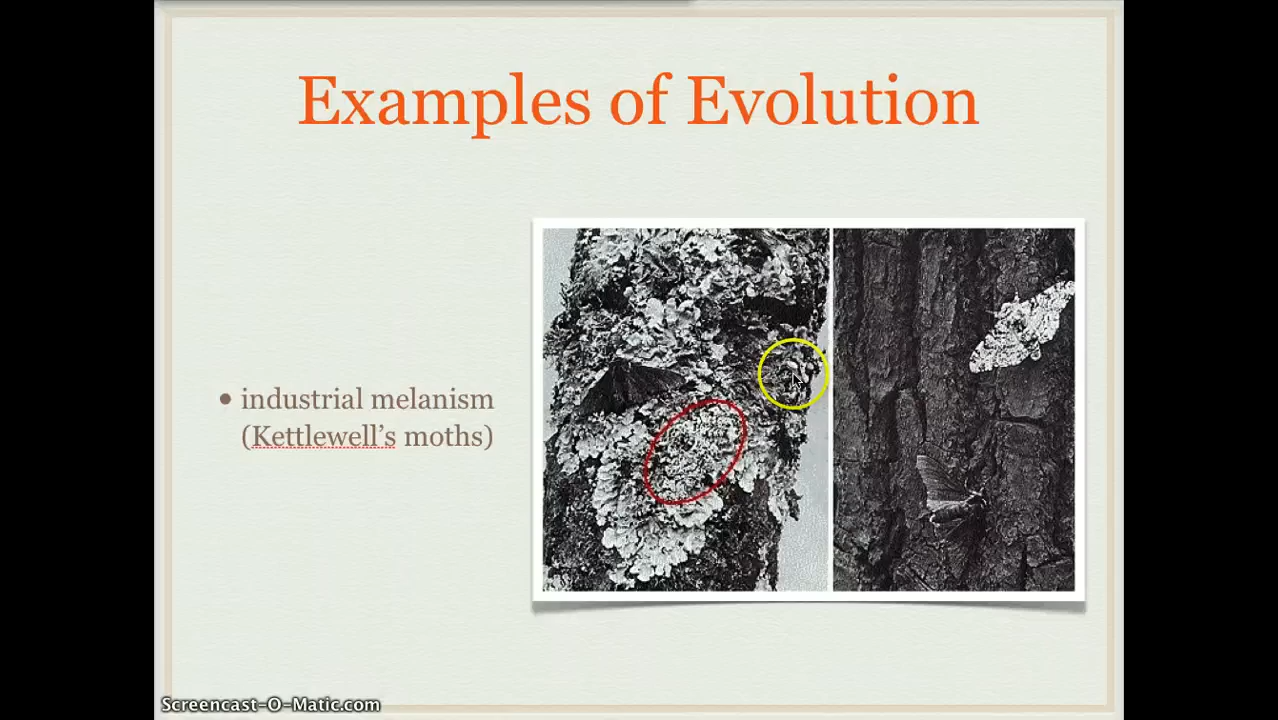 Examples of Evolution
• industrial melanism
(Kettlewell’s moths)
Screencast-O-Matic.com